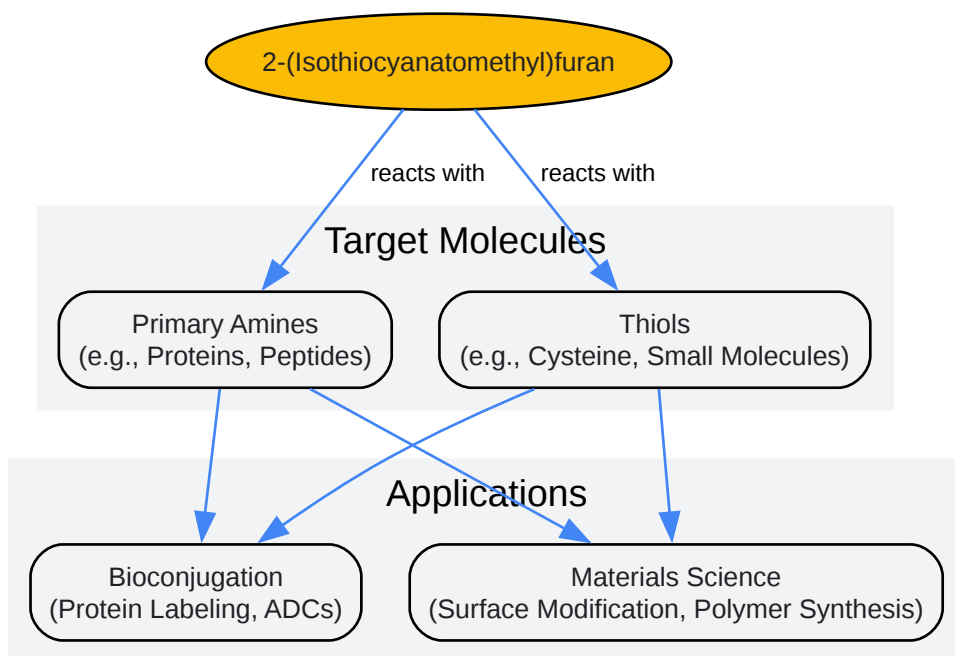 2-(Isothiocyanatomethyl)furan
reacts with
reacts with
Target Molecules
Primary Amines
(e.g., Proteins, Peptides)
Thiols
(e.g., Cysteine, Small Molecules)
Applications
Bioconjugation
(Protein Labeling, ADCs)
Materials Science
(Surface Modification, Polymer Synthesis)